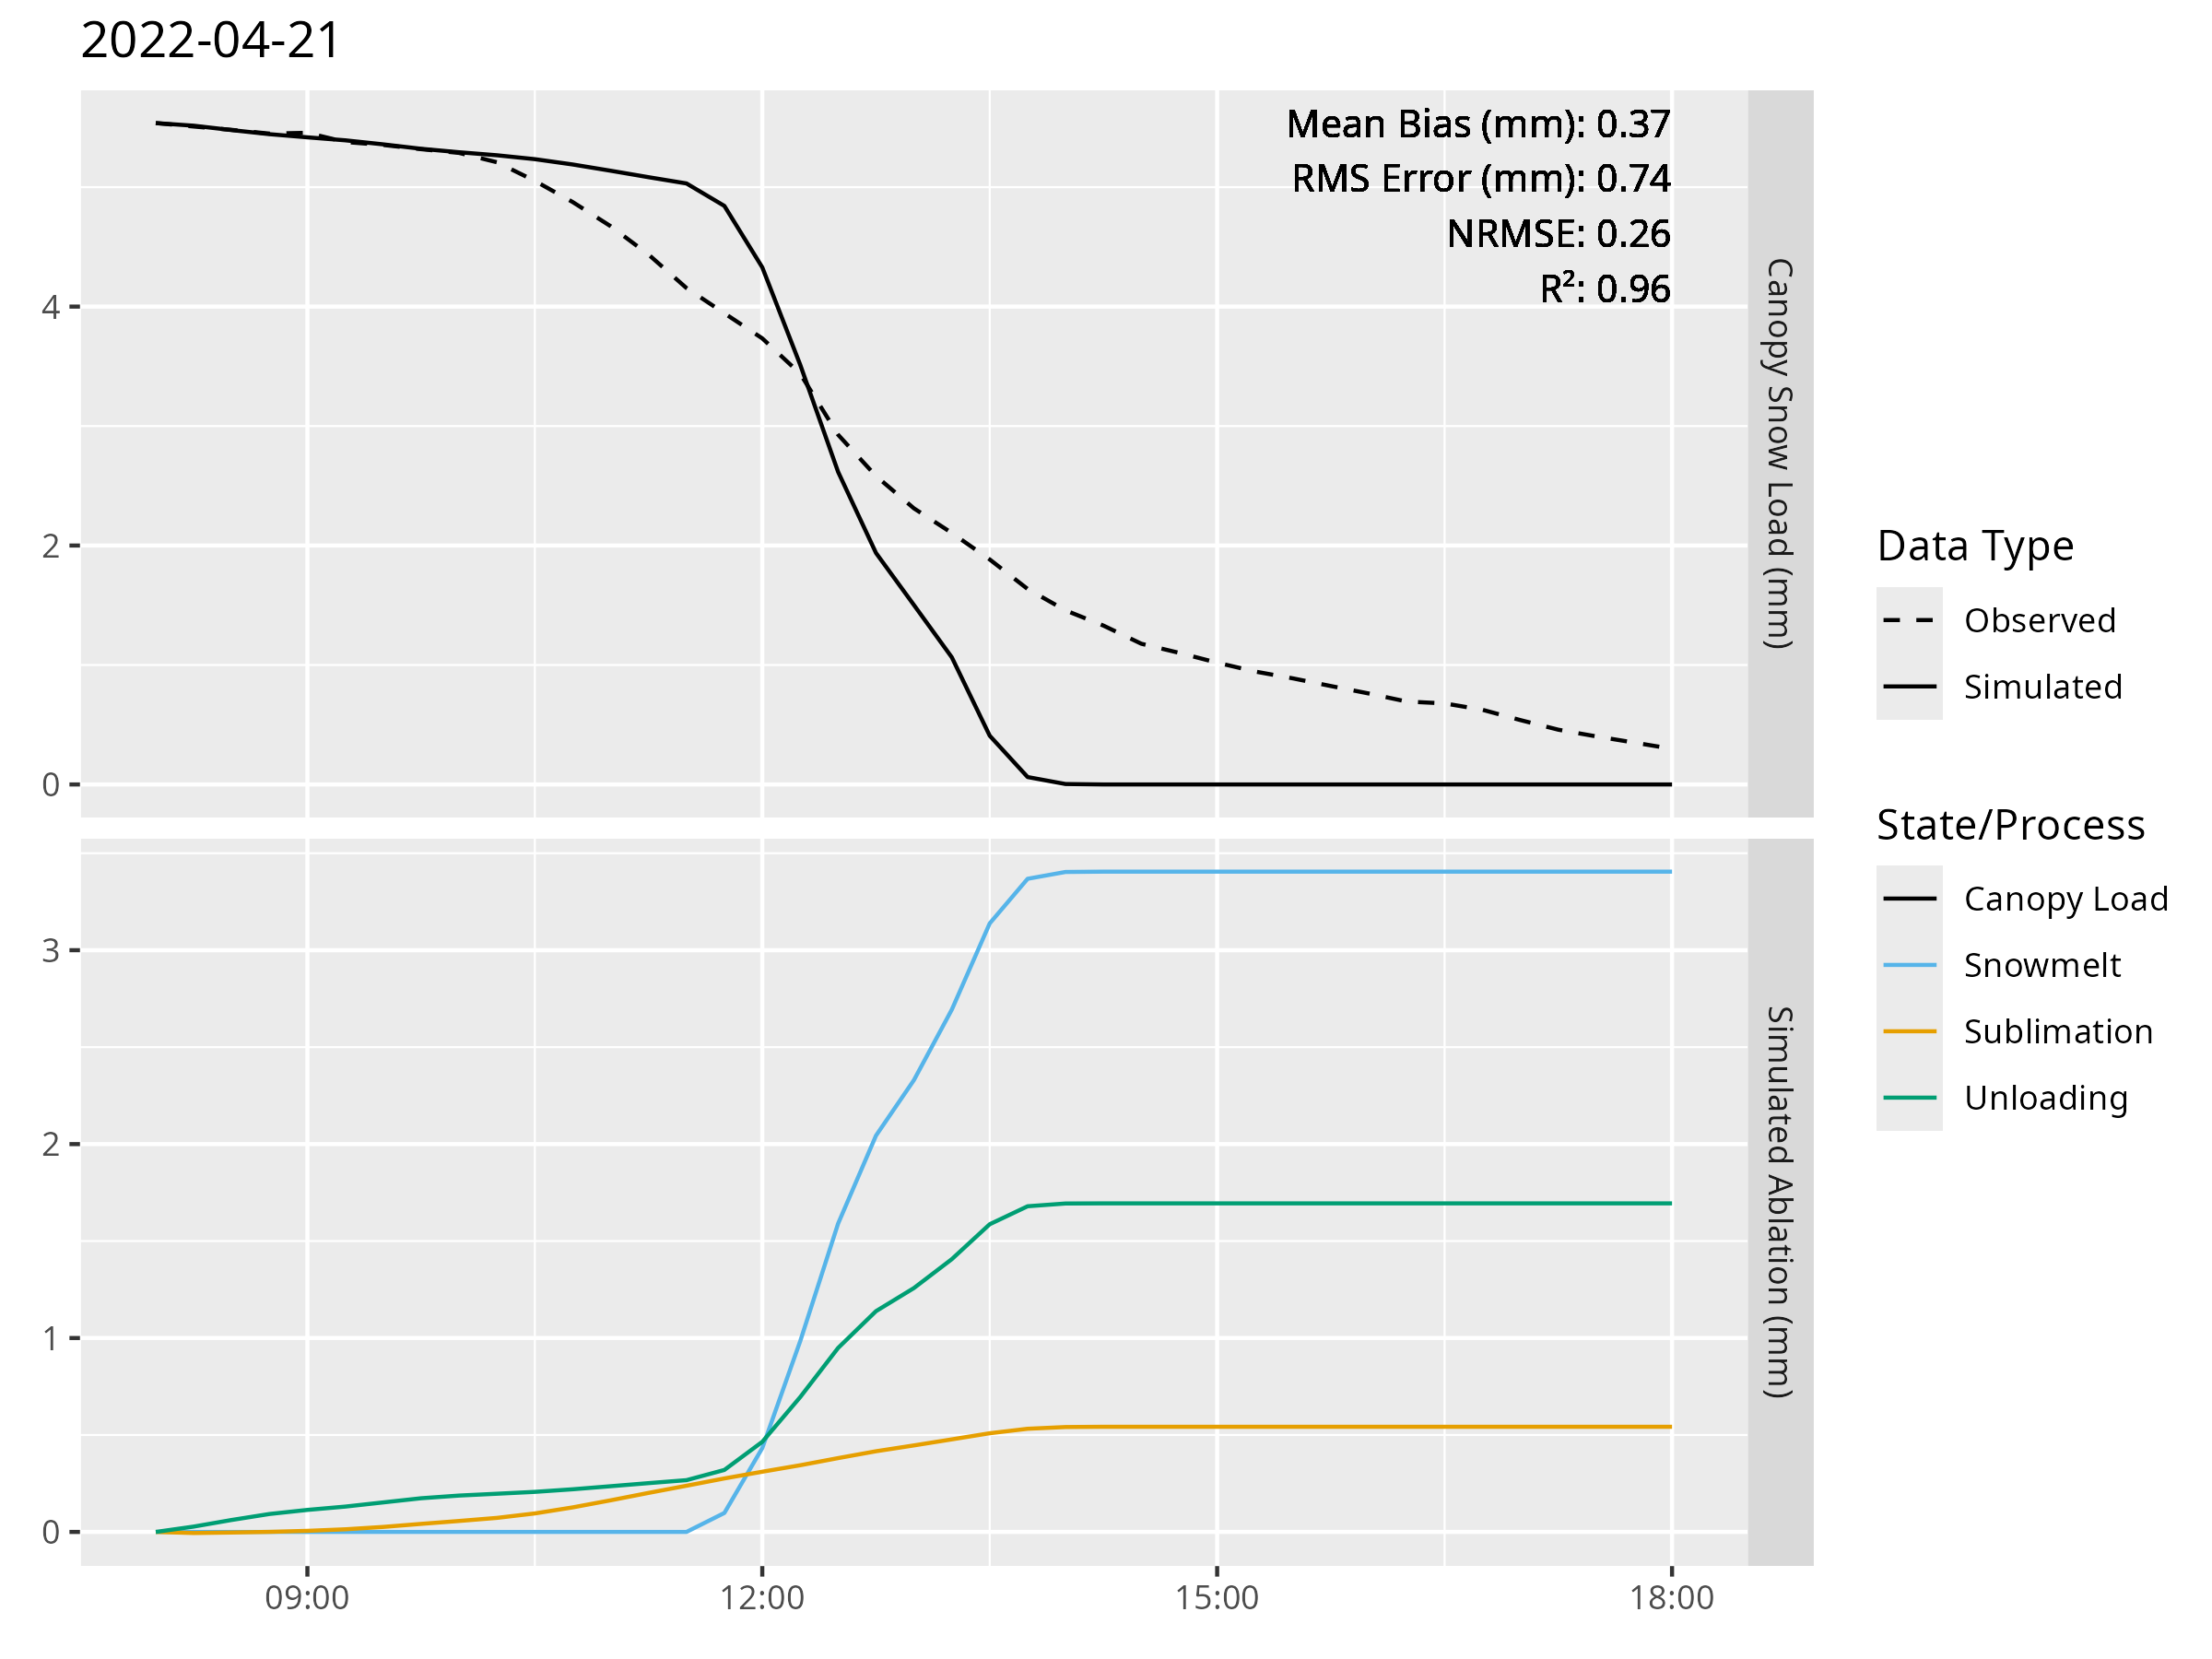 2022-04-21
Mean Bias (mm): 0.37
RMS Error (mm): 0.74
NRMSE: 0.26
R²: 0.96
4
2
0
Canopy Snow Load (mm)
3
2
1
0
Simulated Ablation (mm)
09:00
12:00
15:00
18:00
Data Type
Observed
Simulated
State/Process
Canopy Load
Snowmelt
Sublimation
Unloading